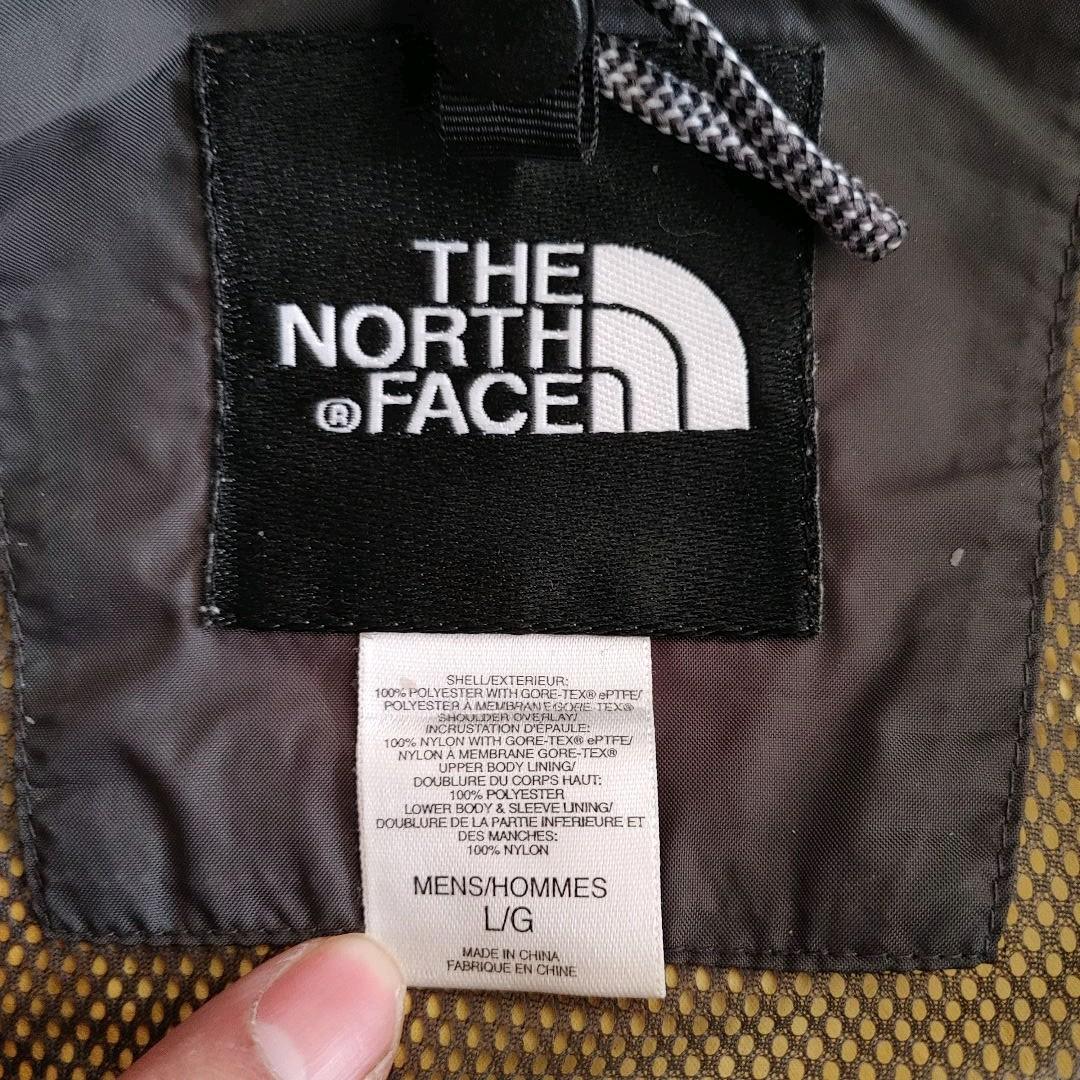 THE
NORTH
®FACE
SHELL/EXTERIEUR:
100% POLYESTER WITH GORE-TEX® ePTFE/
POLYESTER A MEMBRANE GORE-TEX®
SHOULDER OVERLAY/
INCRUSTATION D'EPAULE:
100% NYLON WITH GORE-TEX® ePTFE/
NYLON A MEMBRANE GORE-TEX®
UPPER BODY LINING/
DOUBLURE DU CORPS HAUT:
100% POLYESTER
LOWER BODY & SLEEVE LINING/
DOUBLURE DE LA PARTIE INFERIEURE ET
DES MANCHES:
100% NYLON
MENS/HOMMES
L/G
MADE IN CHINA
FABRIQUE EN CHINE